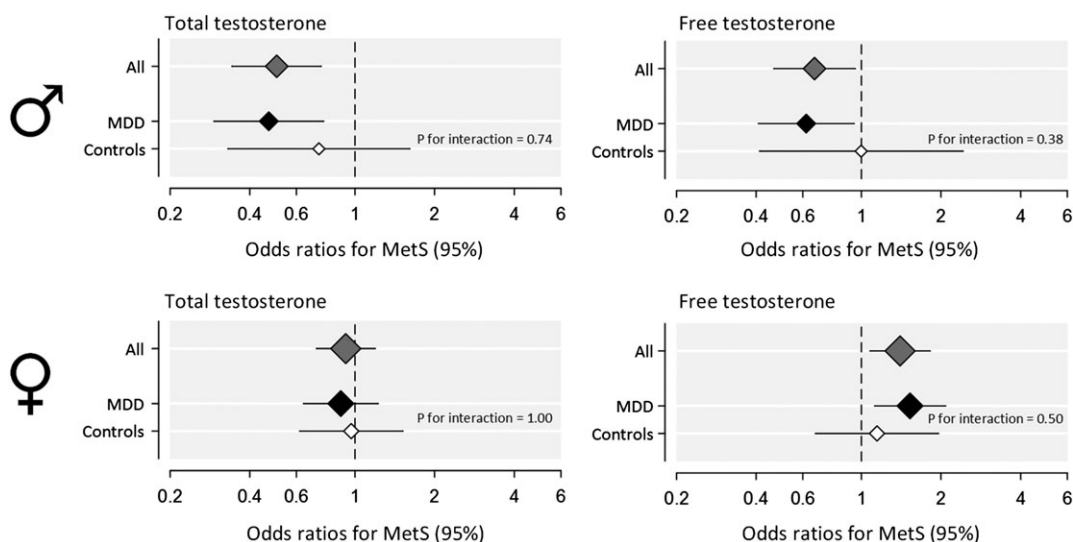 Total testosterone
All
MDD
P for interaction = 0.74
Controls
0.2 0.4 0.6 1 2 4 6
Odds ratios for MetS (95%)
Free testosterone
All
MDD
P for interaction = 0.38
Controls
0.2 0.4 0.6 1 2 4 6
Odds ratios for MetS (95%)
Total testosterone
All
MDD
P for interaction = 1.00
Controls
0.2 0.4 0.6 1 2 4 6
Odds ratios for MetS (95%)
Free testosterone
All
MDD
P for interaction = 0.50
Controls
0.2 0.4 0.6 1 2 4 6
Odds ratios for MetS (95%)